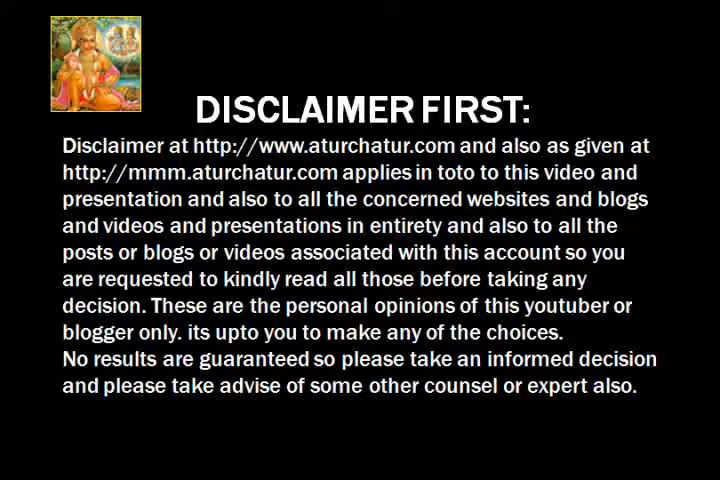 DISCLAIMER FIRST:
Disclaimer at http://www.aturchatur.com and also as given at
http://mmm.aturchatur.com applies in toto to this video and
presentation and also to all the concerned websites and blogs
and videos and presentations in entirety and also to all the
posts or blogs or videos associated with this account so you
are requested to kindly read all those before taking any
decision. These are the personal opinions of this youtuber or
blogger only. its upto you to make any of the choices.
No results are guaranteed so please take an informed decision
and please take advise of some other counsel or expert also.